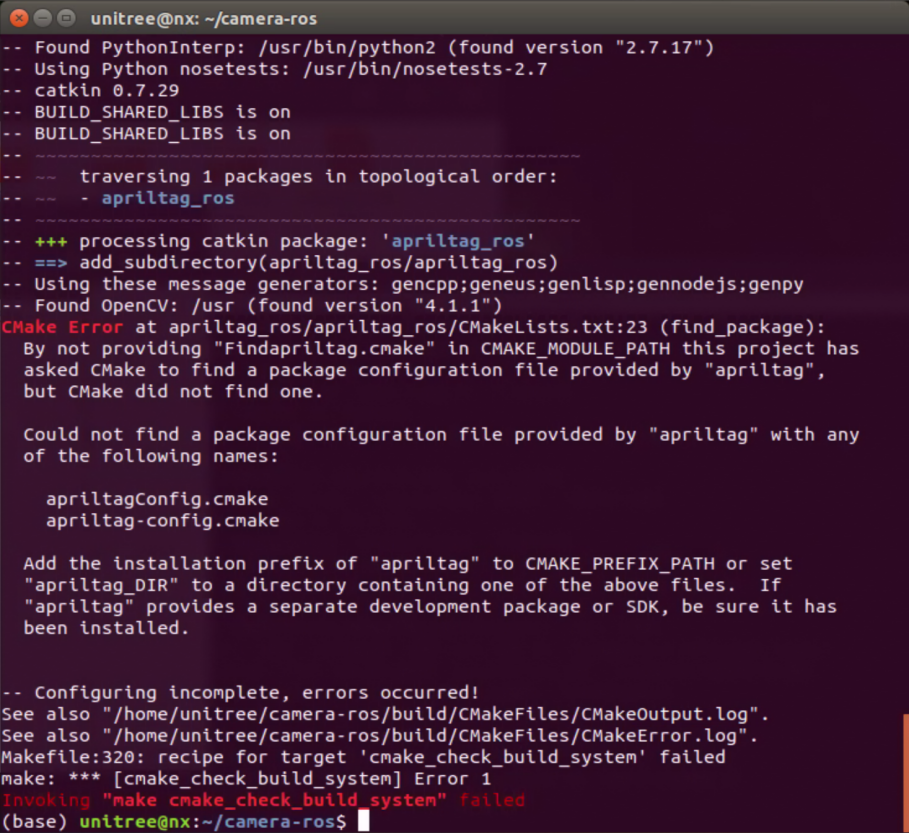 unitree@nx: ~/camera-ros
-- Found PythonInterp: /usr/bin/python2 (found version "2.7.17")
-- Using Python nosetests: /usr/bin/nosetests-2.7
-- catkin 0.7.29
-- BUILD_SHARED_LIBS is on
-- BUILD_SHARED_LIBS is on
-- ~~~~~~~~~~~~~~~~~~~~~~~~~~~~~~~~~~~~~~~~~~~~~~~~~
-- ~~  traversing 1 packages in topological order:
-- ~~  - apriltag_ros
-- ~~~~~~~~~~~~~~~~~~~~~~~~~~~~~~~~~~~~~~~~~~~~~~~~~
-- +++ processing catkin package: 'apriltag_ros'
-- ==> add_subdirectory(apriltag_ros/apriltag_ros)
-- Using these message generators: gencpp;geneus;genlisp;gennodejs;genpy
-- Found OpenCV: /usr (found version "4.1.1")
CMake Error at apriltag_ros/apriltag_ros/CMakeLists.txt:23 (find_package):
  By not providing "Findapriltag.cmake" in CMAKE_MODULE_PATH this project has
  asked CMake to find a package configuration file provided by "apriltag",
  but CMake did not find one.

  Could not find a package configuration file provided by "apriltag" with any
  of the following names:

    apriltagConfig.cmake
    apriltag-config.cmake

  Add the installation prefix of "apriltag" to CMAKE_PREFIX_PATH or set
  "apriltag_DIR" to a directory containing one of the above files.  If
  "apriltag" provides a separate development package or SDK, be sure it has
  been installed.

-- Configuring incomplete, errors occurred!
See also "/home/unitree/camera-ros/build/CMakeFiles/CMakeOutput.log".
See also "/home/unitree/camera-ros/build/CMakeFiles/CMakeError.log".
Makefile:320: recipe for target 'cmake_check_build_system' failed
make: *** [cmake_check_build_system] Error 1
Invoking "make cmake_check_build_system" failed
(base) unitree@nx:~/camera-ros$